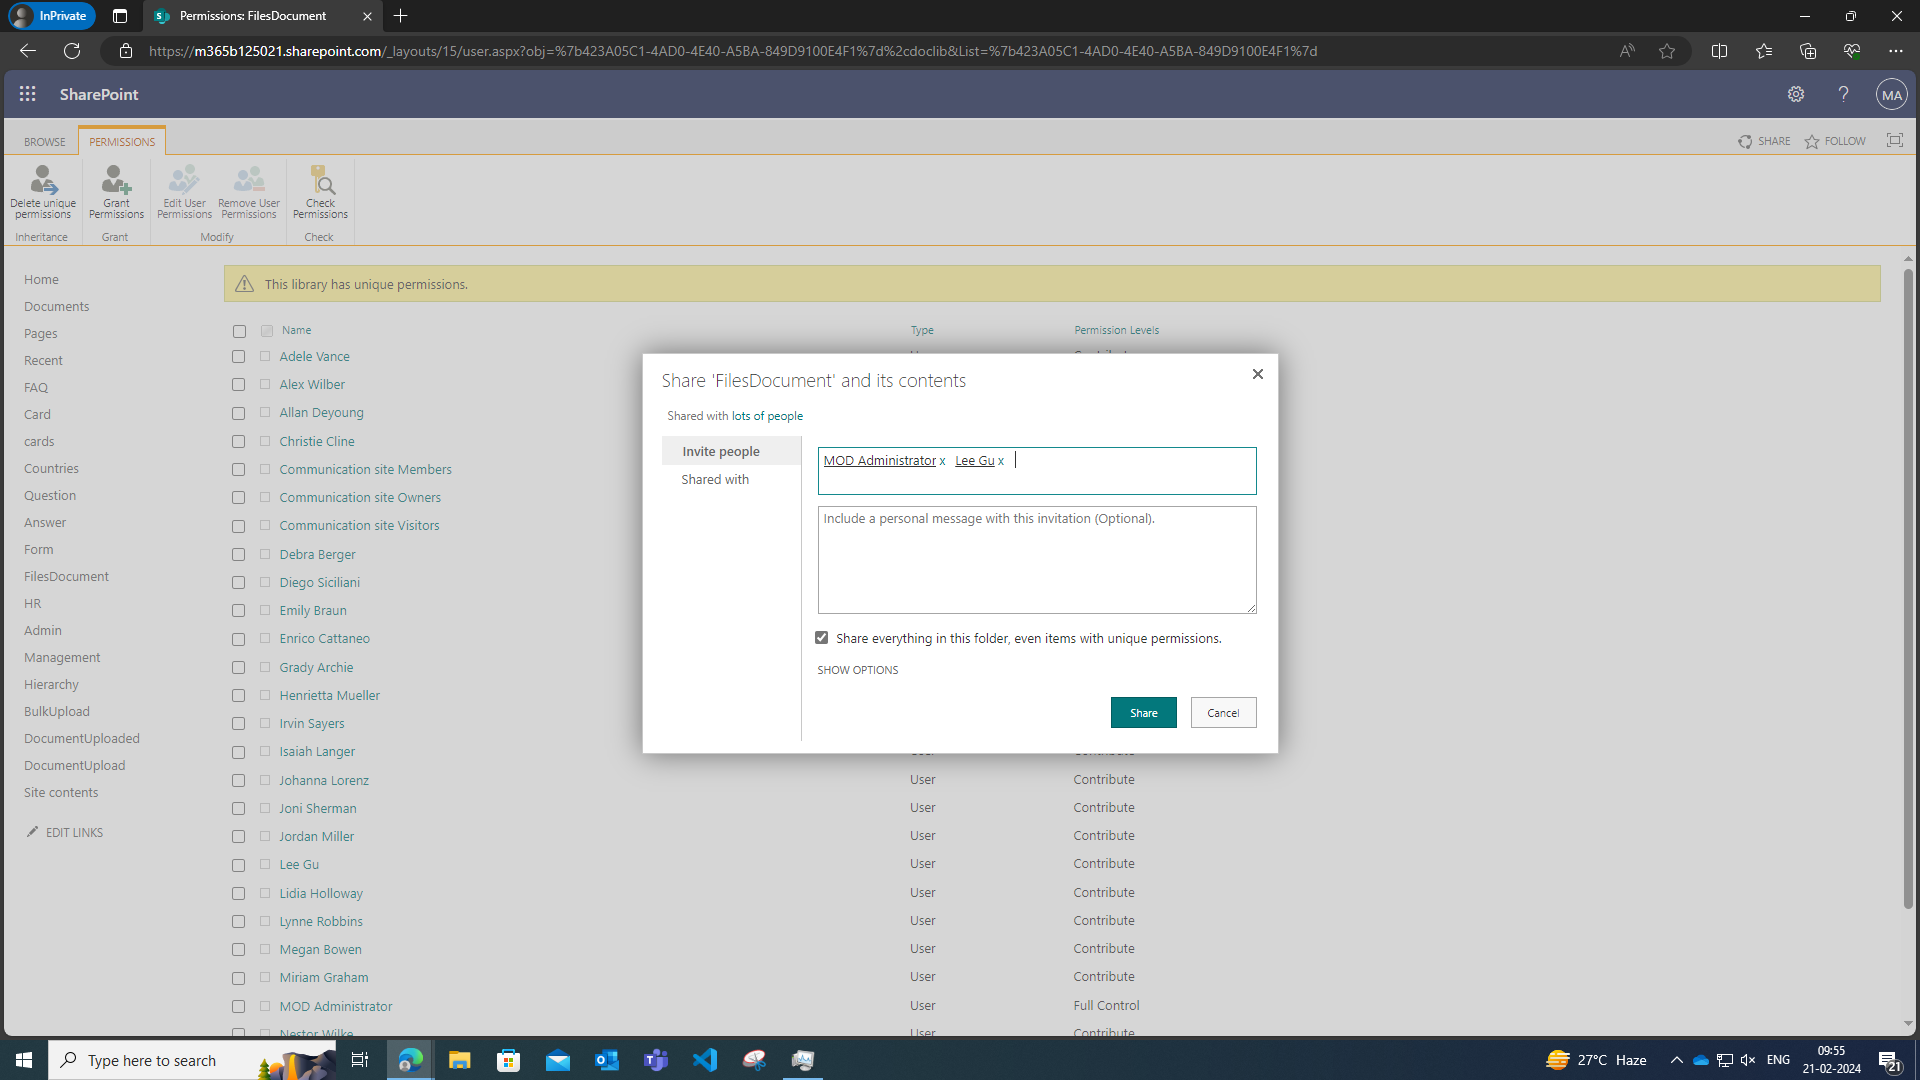 InPrivate
Permissions: FilesDocument
https://m365b125021.sharepoint.com/_layouts/15/user.aspx?obj=%7b423A05C1-4AD0-4E40-A5BA-849D9100E4F1%7d%2cdoclib&List=%7b423A05C1-4AD0-4E40-A5BA-849D9100E4F1%7d
SharePoint
MA
BROWSE
PERMISSIONS
SHARE
FOLLOW
Delete unique permissions
Grant Permissions
Edit User Permissions
Remove User Permissions
Check Permissions
Inheritance
Grant
Modify
Check
Home
Documents
Pages
Recent
FAQ
Card
cards
Countries
Question
Answer
Form
FilesDocument
HR
Admin
Management
Hierarchy
BulkUpload
DocumentUploaded
DocumentUpload
Site contents
EDIT LINKS
This library has unique permissions.
Name Type Permission Levels
Adele Vance
Alex Wilber
Allan Deyoung
Christie Cline
Communication site Members
Communication site Owners
Communication site Visitors
Debra Berger
Diego Siciliani
Emily Braun
Enrico Cattaneo
Grady Archie
Henrietta Mueller
Irvin Sayers
Isaiah Langer
Johanna Lorenz User Contribute
Joni Sherman User Contribute
Jordan Miller User Contribute
Lee Gu User Contribute
Lidia Holloway User Contribute
Lynne Robbins User Contribute
Megan Bowen User Contribute
Miriam Graham User Contribute
MOD Administrator User Full Control
Nestor Wilke User Contribute
Share 'FilesDocument' and its contents
Shared with lots of people
Invite people
Shared with
MOD Administrator x Lee Gu x
Include a personal message with this invitation (Optional).
Share everything in this folder, even items with unique permissions.
SHOW OPTIONS
Share
Cancel
Type here to search
27°C Haze
ENG
09:55
21-02-2024
21